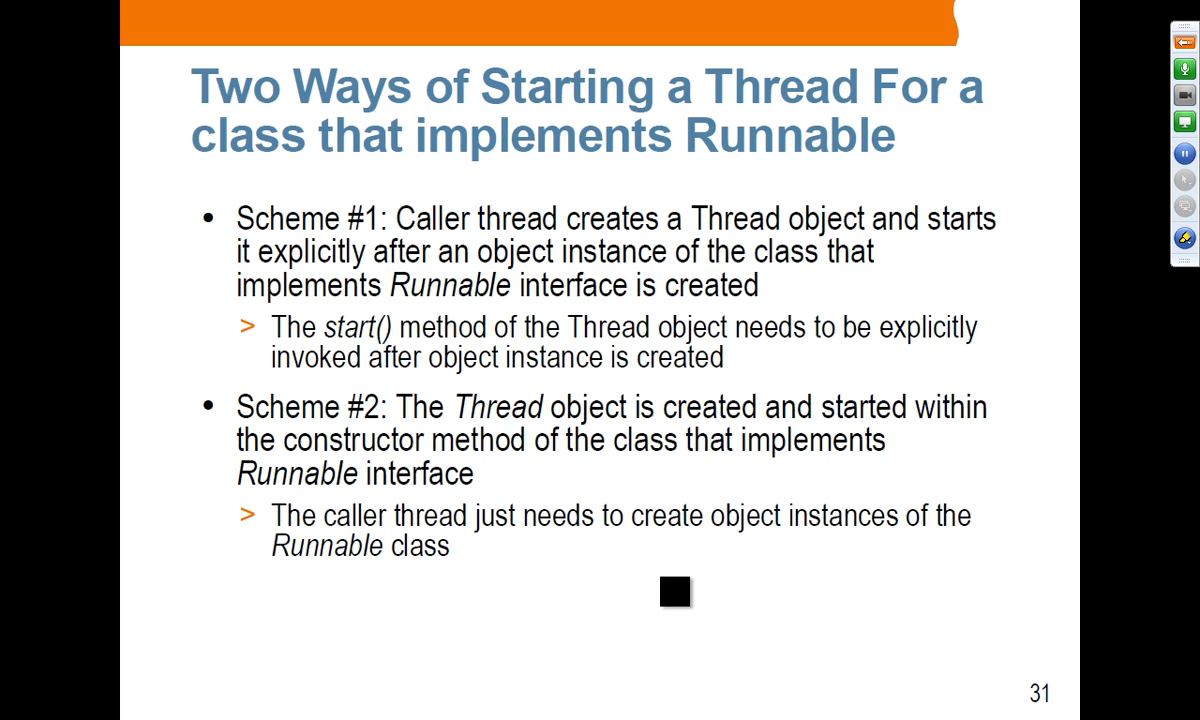 Two Ways of Starting a Thread For a
class that implements Runnable
• Scheme #1: Caller thread creates a Thread object and starts
it explicitly after an object instance of the class that
implements Runnable interface is created
> The start() method of the Thread object needs to be explicitly
invoked after object instance is created
• Scheme #2: The Thread object is created and started within
the constructor method of the class that implements
Runnable interface
> The caller thread just needs to create object instances of the
Runnable class
31